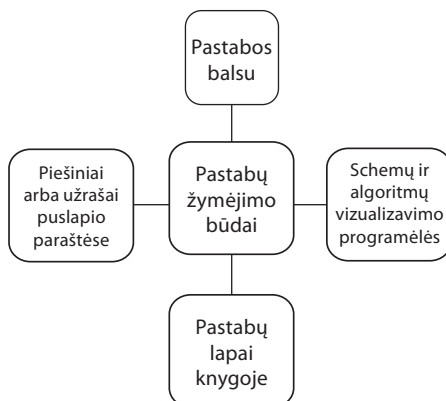 Pastabos
balsu
Piešiniai
arba užrašai
puslapio
paraštėse
Pastabų
žymėjimo
būdai
Schemų ir
algoritmų
vizualizavimo
programėlės
Pastabų
lapai
knygoje